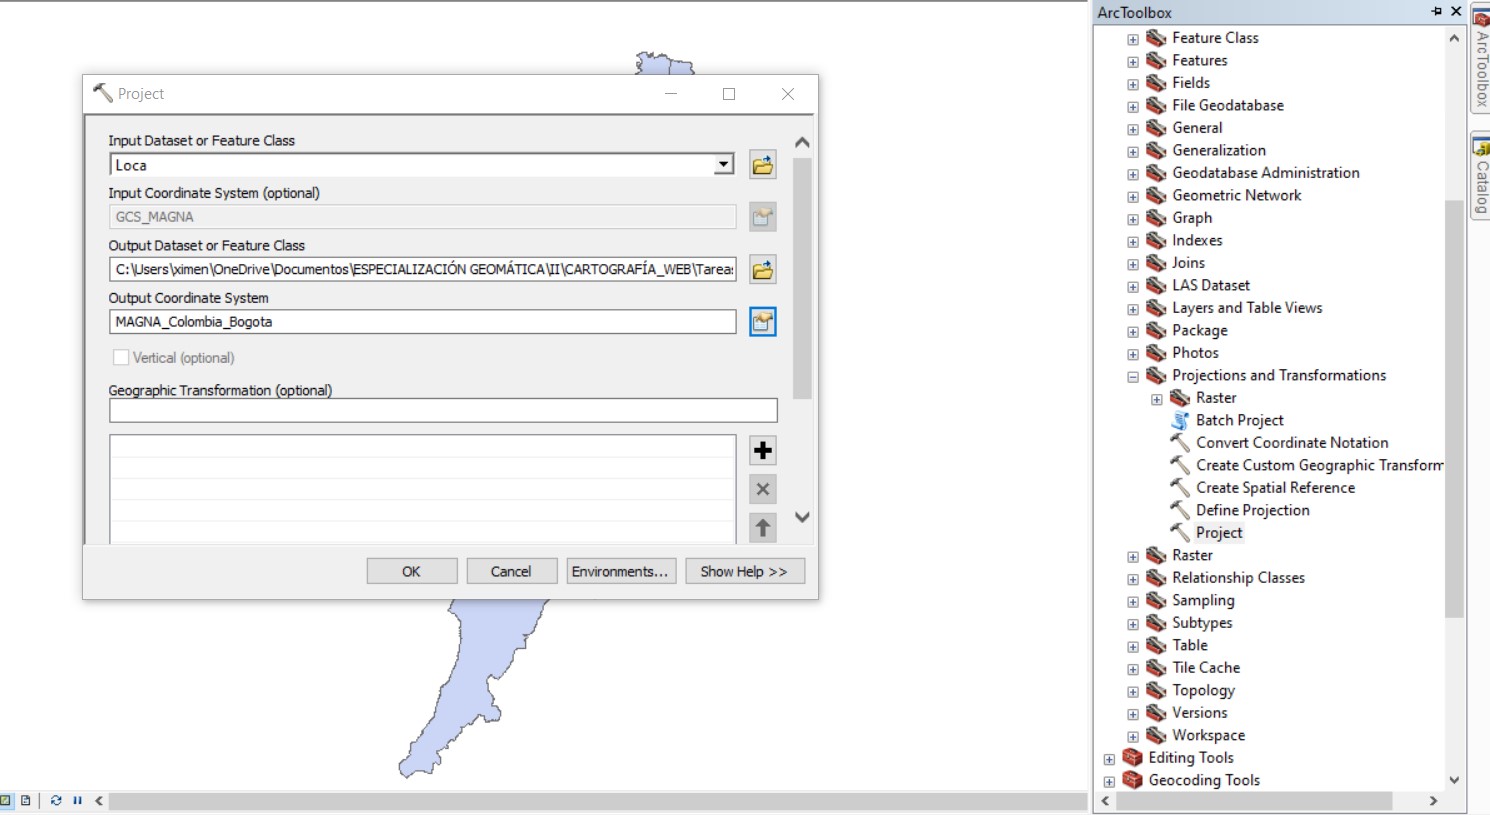 Project
Input Dataset or Feature Class
Loca
Input Coordinate System (optional)
GCS_MAGNA
Output Dataset or Feature Class
C:\Users\ximen\OneDrive\Documentos\ESPECIALIZACIÓN GEOMÁTICA\II\CARTOGRAFÍA_WEB\Tareas
Output Coordinate System
MAGNA_Colombia_Bogota
Vertical (optional)
Geographic Transformation (optional)
OK
Cancel
Environments...
Show Help >>
ArcToolbox
Feature Class
Features
Fields
File Geodatabase
General
Generalization
Geodatabase Administration
Geometric Network
Graph
Indexes
Joins
LAS Dataset
Layers and Table Views
Package
Photos
Projections and Transformations
Raster
Batch Project
Convert Coordinate Notation
Create Custom Geographic Transform
Create Spatial Reference
Define Projection
Project
Raster
Relationship Classes
Sampling
Subtypes
Table
Tile Cache
Topology
Versions
Workspace
Editing Tools
Geocoding Tools
ArcToolbox
Catalog